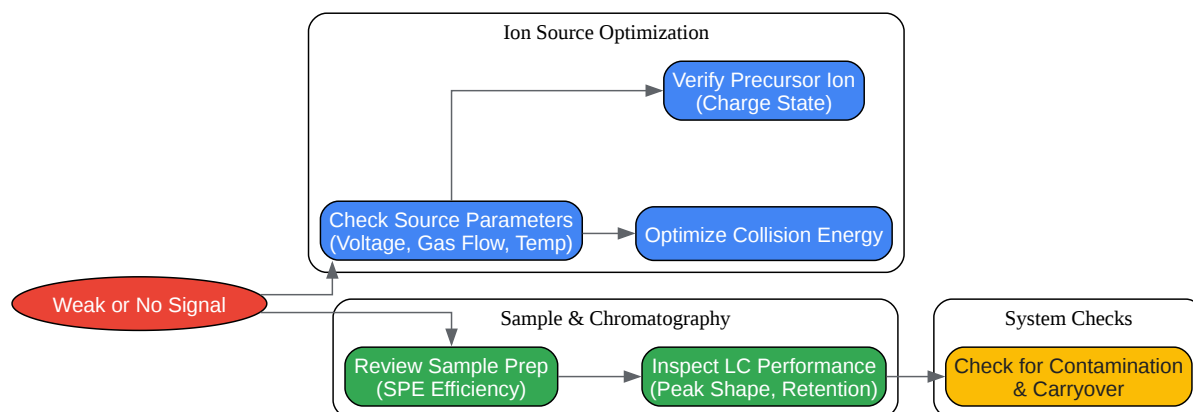 Ion Source Optimization
Verify Precursor Ion
(Charge State)
Check Source Parameters
(Voltage, Gas Flow, Temp)
Optimize Collision Energy
Weak or No Signal
Sample & Chromatography
Review Sample Prep
(SPE Efficiency)
Inspect LC Performance
(Peak Shape, Retention)
System Checks
Check for Contamination
& Carryover